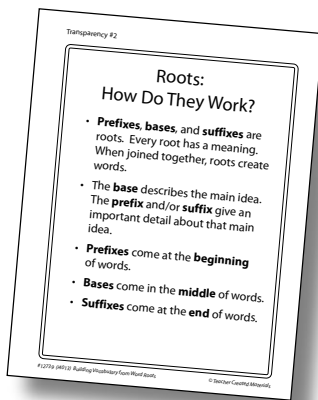 Transparency #2
Roots:
How Do They Work?
• Prefixes, bases, and suffixes are
roots. Every root has a meaning.
When joined together, roots create
words.
• The base describes the main idea.
The prefix and/or suffix give an
important detail about that main
idea.
• Prefixes come at the beginning
of words.
• Bases come in the middle of words.
• Suffixes come at the end of words.
#12739 (i4013) Building Vocabulary from Word Roots
© Teacher Created Materials